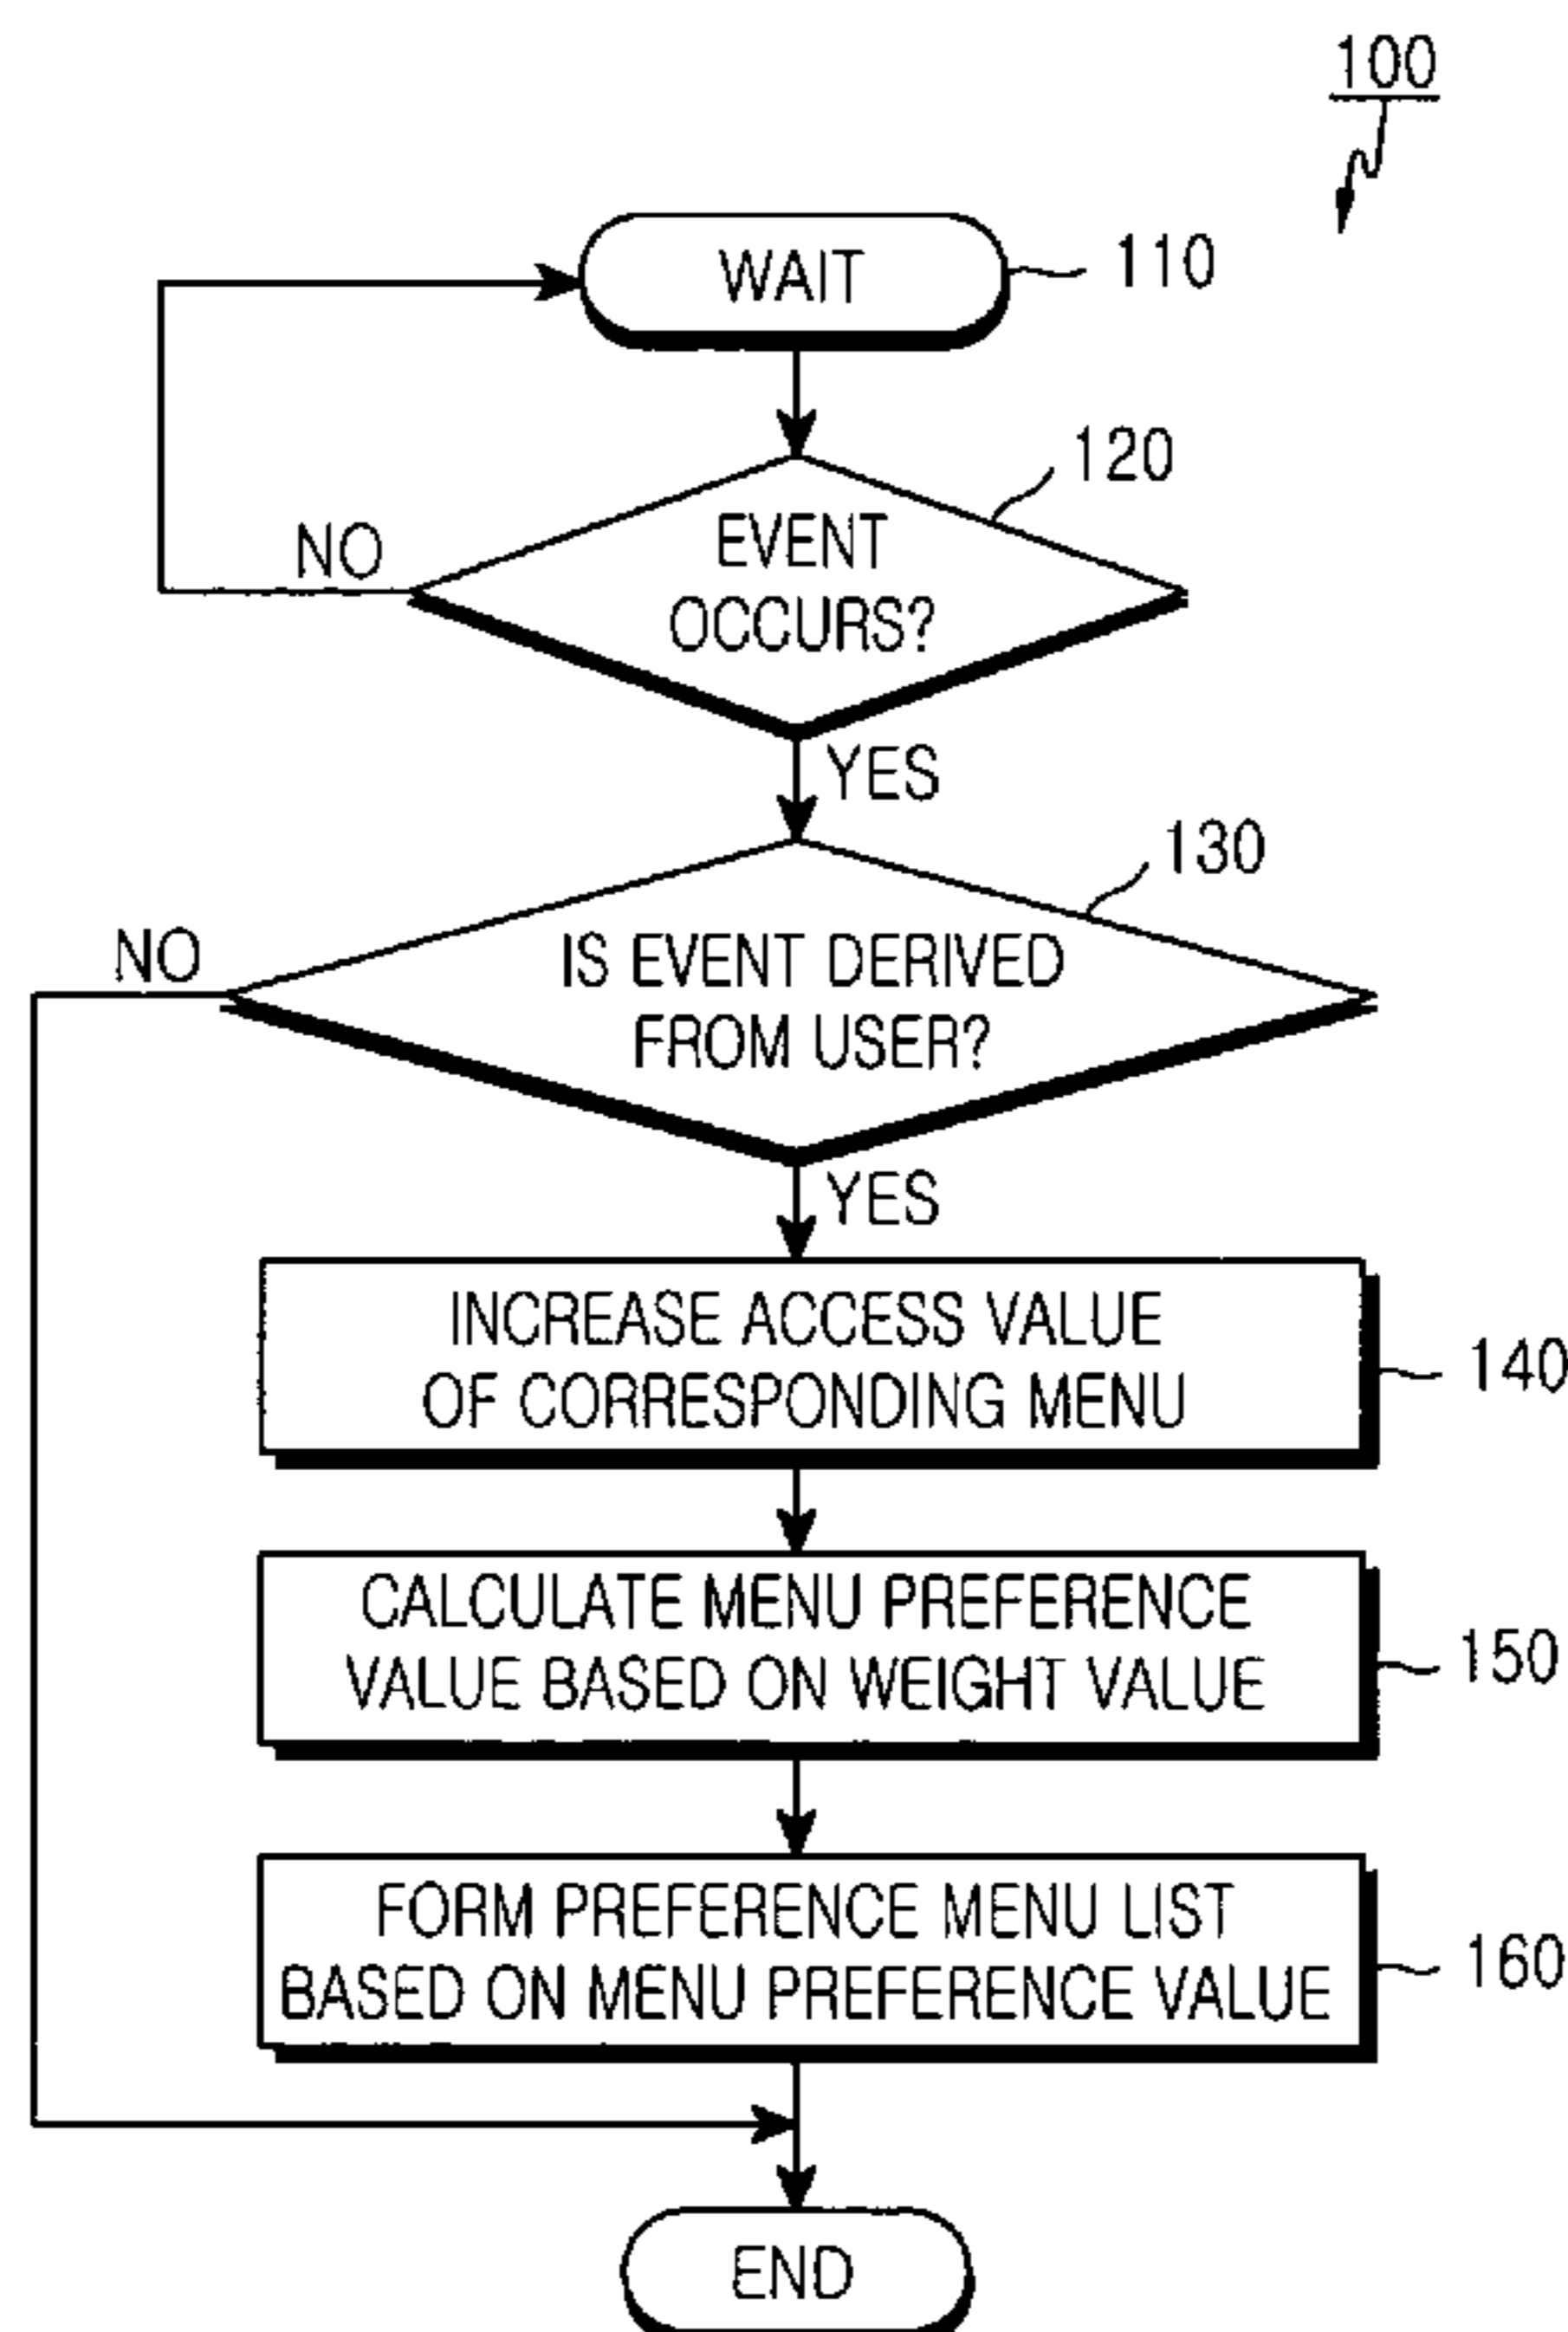 100
WAIT
110
120
EVENT
OCCURS?
NO
YES
130
IS EVENT DERIVED
FROM USER?
NO
YES
INCREASE ACCESS VALUE
OF CORRESPONDING MENU
140
CALCULATE MENU PREFERENCE
VALUE BASED ON WEIGHT VALUE
150
FORM PREFERENCE MENU LIST
BASED ON MENU PREFERENCE VALUE
160
END